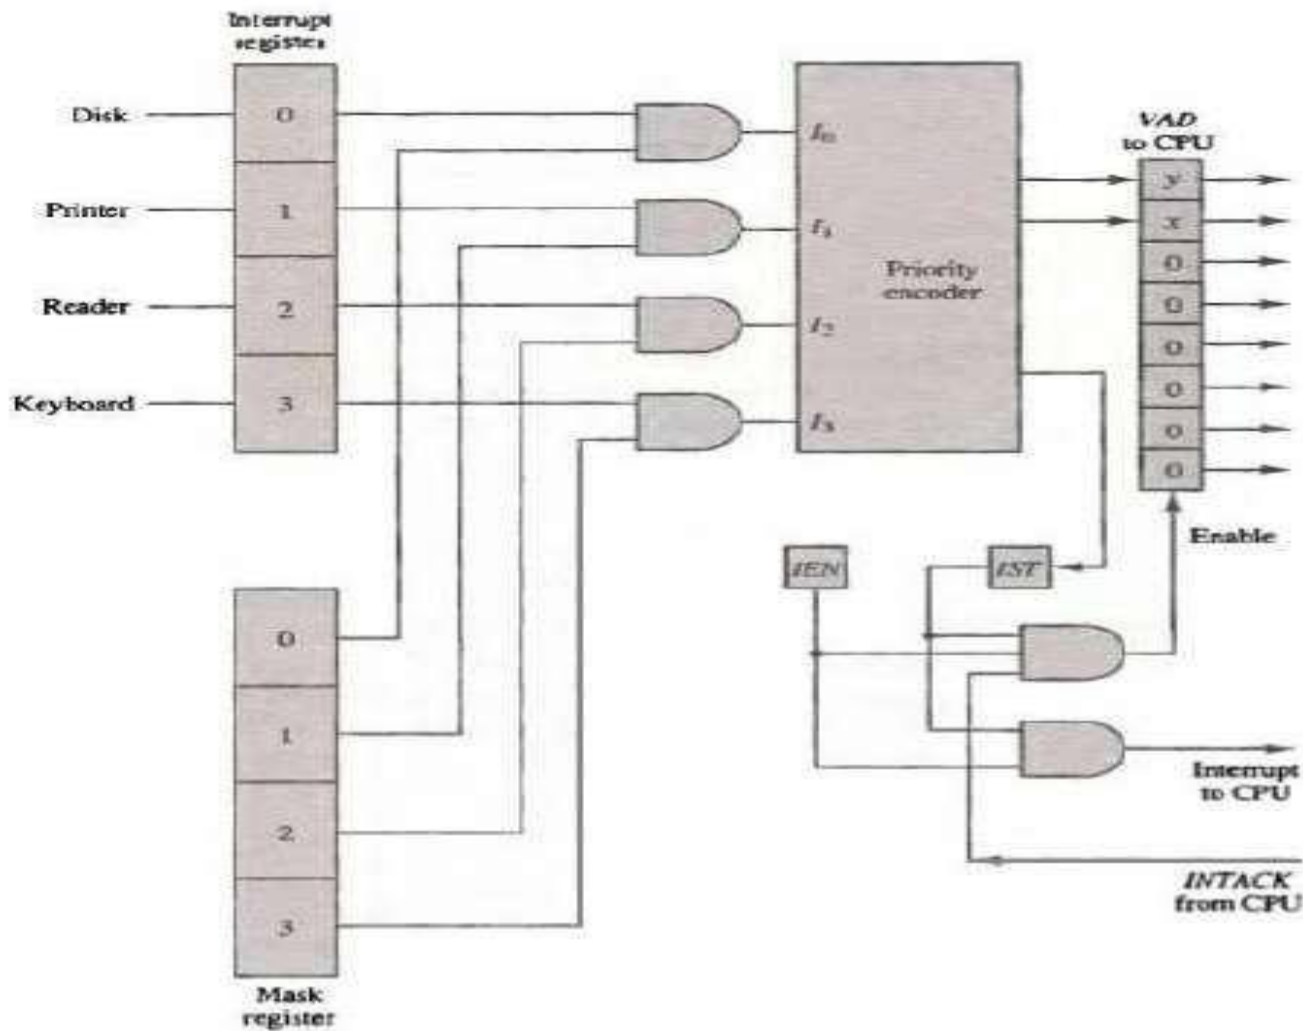 Interrupt
register
Disk
0
Printer
1
Reader
2
Keyboard
3
I₀
I₁
I₂
I₃
Priority
encoder
VAD
to CPU
y
x
0
0
0
0
0
0
Enable
IEN
IST
Interrupt
to CPU
INTACK
from CPU
0
1
2
3
Mask
register